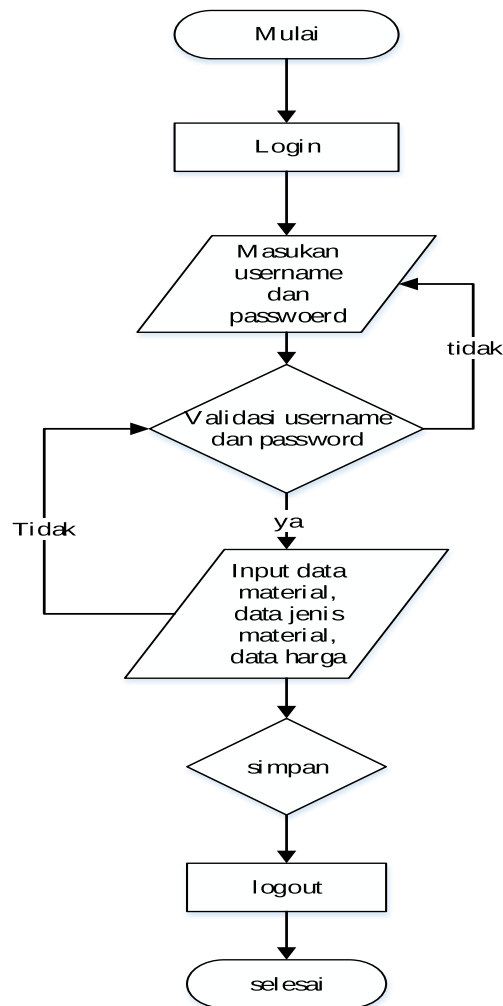 Mulai
Login
Masukan
username
dan
passwoerd
tidak
Validasi username
dan password
Tidak
ya
Input data
material,
data jenis
material,
data harga
simpan
logout
selesai